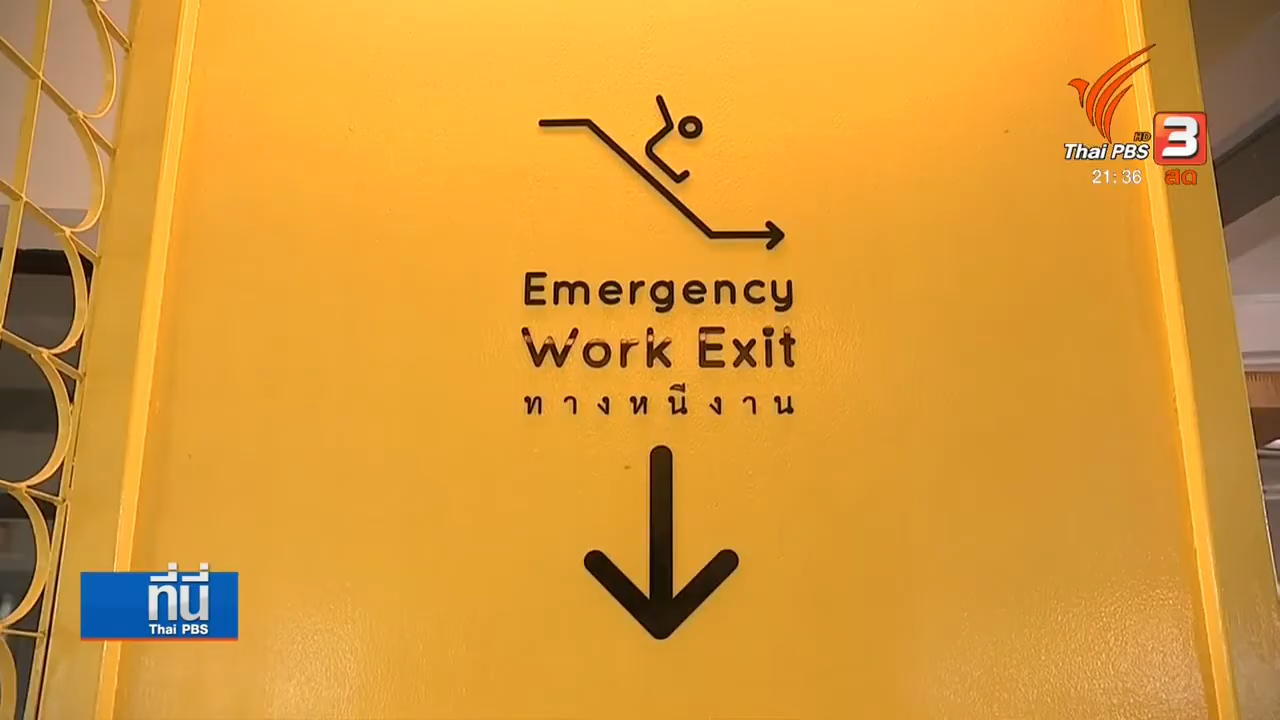 HD
Thai PBS 3
21:36 สด
Emergency
Work Exit
ทางหนีงาน
ที่นี่
Thai PBS